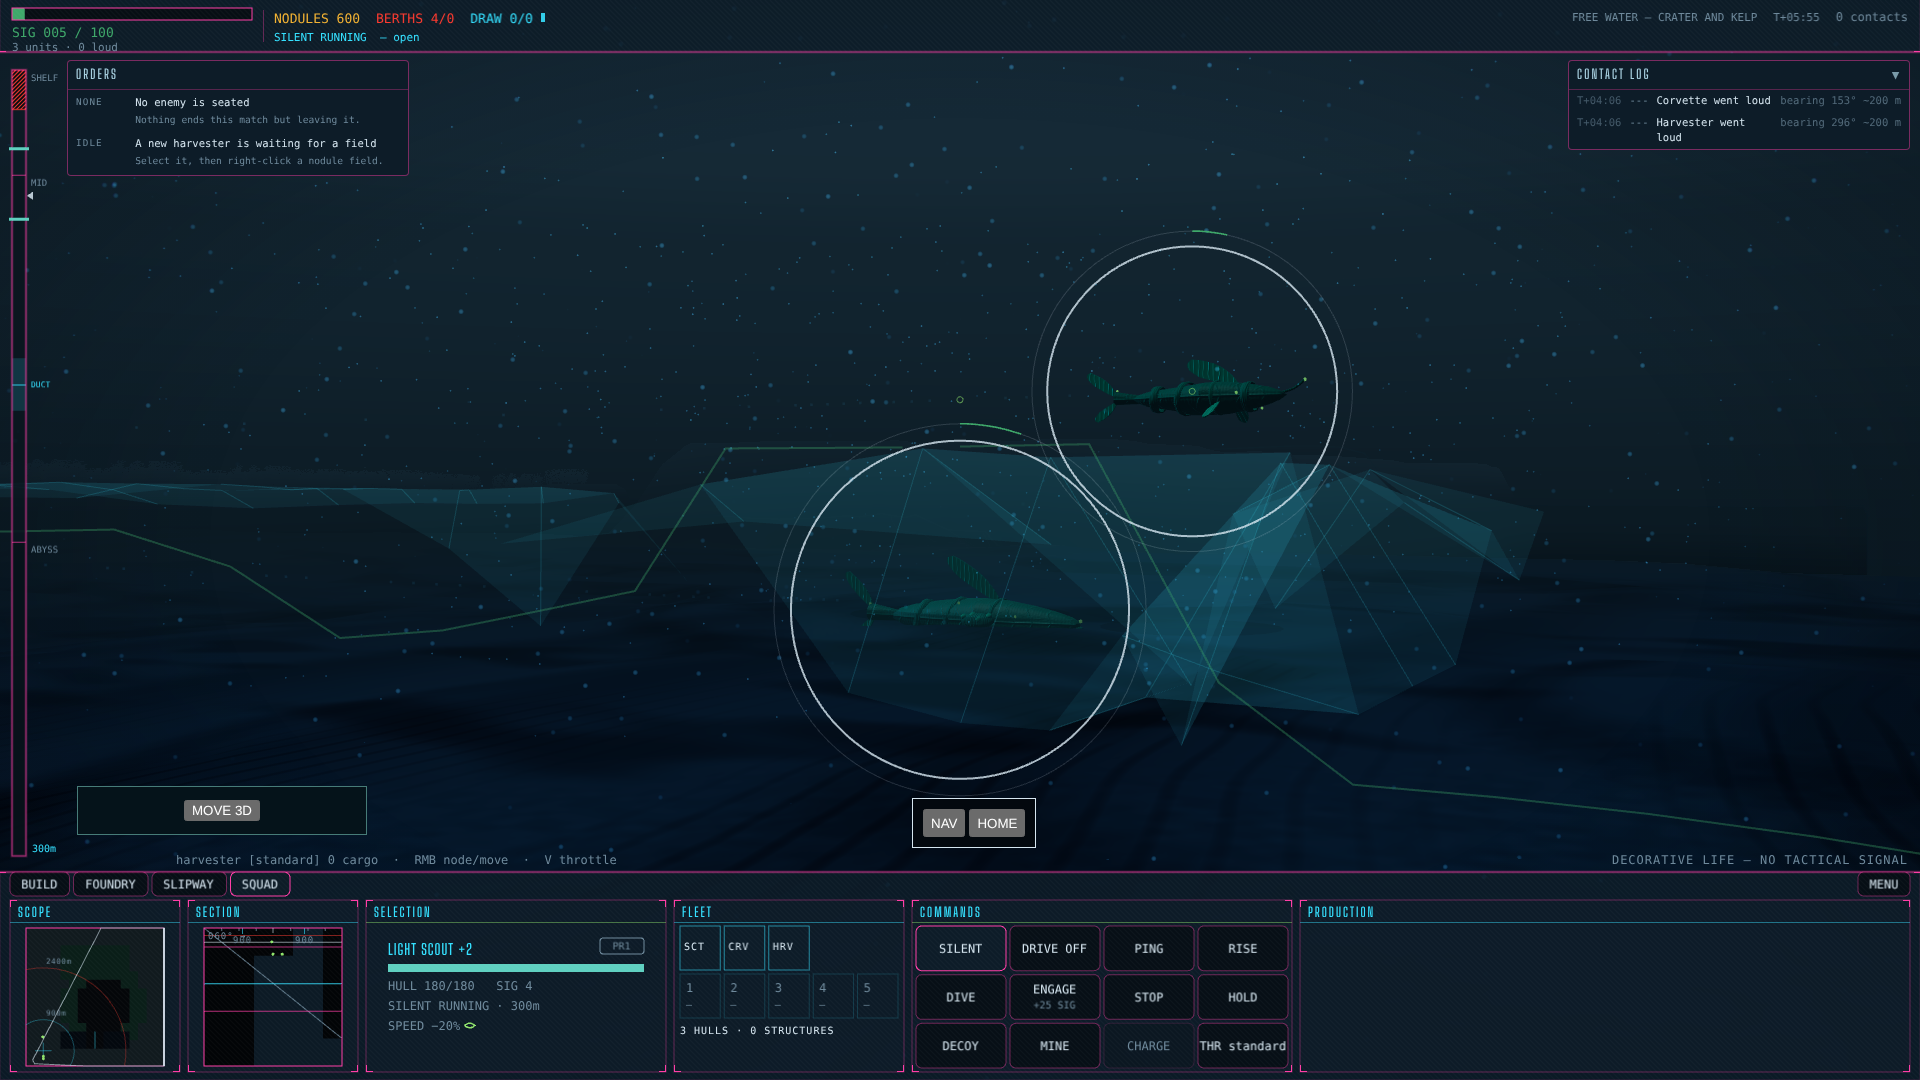 SIG 005 / 100
3 units · 0 loud
NODULES 600 BERTHS 4/0 DRAW 0/0
SILENT RUNNING — open
FREE WATER — CRATER AND KELP T+05:55 0 contacts
SHELF
MID
DUCT
ABYSS
300m
ORDERS
NONE No enemy is seated
Nothing ends this match but leaving it.
IDLE A new harvester is waiting for a field
Select it, then right-click a nodule field.
CONTACT LOG ▼
T+04:06 --- Corvette went loud bearing 153° ~200 m
T+04:06 --- Harvester went loud bearing 296° ~200 m
MOVE 3D
NAV HOME
harvester [standard] 0 cargo · RMB node/move · V throttle
DECORATIVE LIFE — NO TACTICAL SIGNAL
BUILD FOUNDRY SLIPWAY SQUAD
MENU
SCOPE
2400m
900m
SECTION
060°
900 900
SELECTION
LIGHT SCOUT +2 PR1
HULL 180/180 SIG 4
SILENT RUNNING · 300m
SPEED −20%
FLEET
SCT CRV HRV
1 2 3 4 5
– – – – –
3 HULLS · 0 STRUCTURES
COMMANDS
SILENT DRIVE OFF PING RISE
DIVE ENGAGE STOP HOLD
+25 SIG
DECOY MINE CHARGE THR standard
PRODUCTION